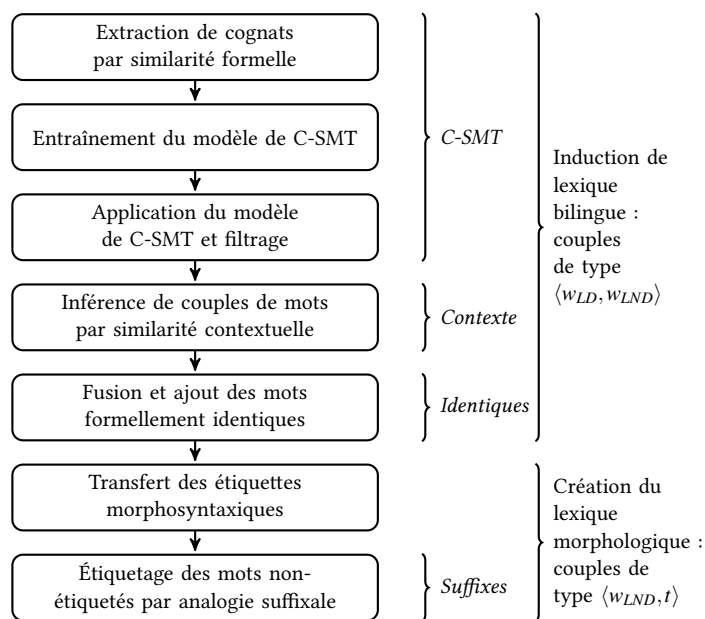 Extraction de cognats
par similarité formelle
Entraînement du modèle de C-SMT
Application du modèle
de C-SMT et filtrage
C-SMT
Inférence de couples de mots
par similarité contextuelle
Contexte
Fusion et ajout des mots
formellement identiques
Identiques
Induction de
lexique
bilingue :
couples
de type
⟨w_LD, w_LND⟩
Transfert des étiquettes
morphosyntaxiques
Étiquetage des mots non-
étiquetés par analogie suffixale
Suffixes
Création du
lexique
morphologique :
couples de
type ⟨w_LND, t⟩